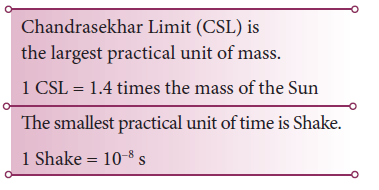 Chandrasekhar Limit (CSL) is
the largest practical unit of mass.
1 CSL = 1.4 times the mass of the Sun
The smallest practical unit of time is Shake.
1 Shake = 10⁻⁸ s